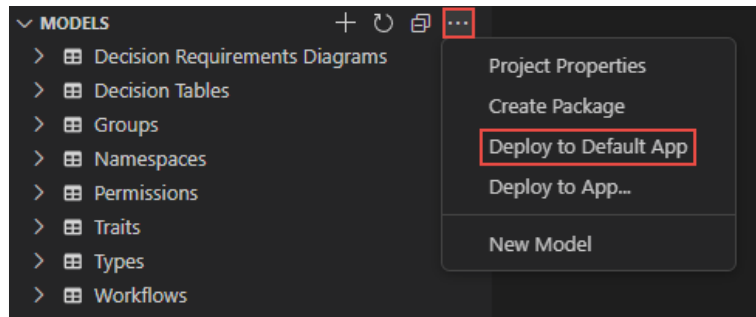 MODELS
Decision Requirements Diagrams
Decision Tables
Groups
Namespaces
Permissions
Traits
Types
Workflows
Project Properties
Create Package
Deploy to Default App
Deploy to App...
New Model